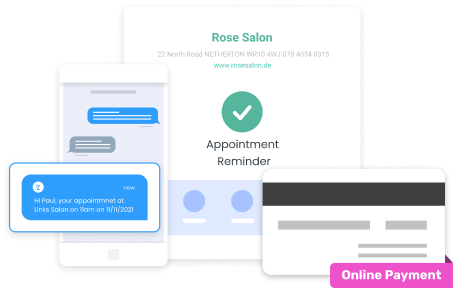 Rose Salon
22 North Road NETHERTON WR10 4WJ 078 4034 0315
www.rosesalon.de
Appointment
Reminder
now
Hi Paul, your appointmnet at
Links Salon on 11am on 11/11/2021
Online Payment